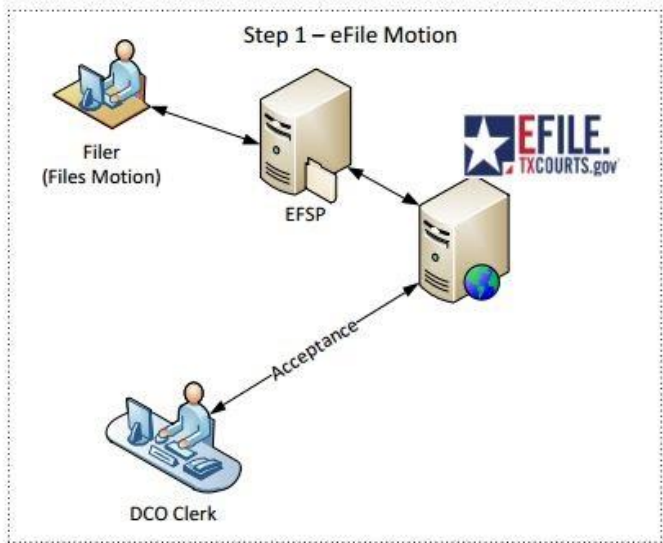 Step 1 – eFile Motion
Filer
(Files Motion)
EFSP
EFILE.
TXCOURTS.gov
Acceptance
DCO Clerk